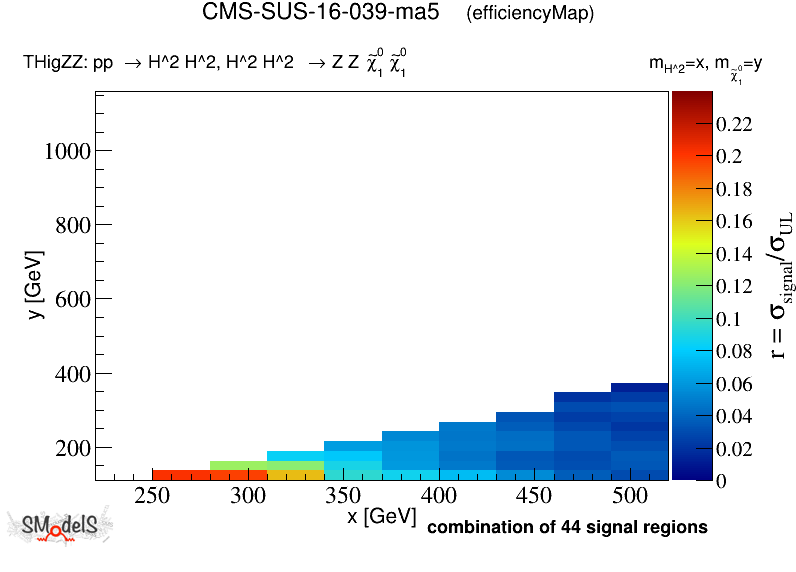 CMS-SUS-16-039-ma5 (efficiencyMap)
THigZZ: pp → H^2 H^2, H^2 H^2 → Z Z χ̃₁⁰ χ̃₁⁰
m_H^2=x, m_χ̃₁⁰=y
1000
800
600
400
200
y [GeV]
250 300 350 400 450 500
x [GeV]
0.22
0.2
0.18
0.16
0.14
0.12
0.1
0.08
0.06
0.04
0.02
0
r = σ_signal/σ_UL
SModelS
combination of 44 signal regions